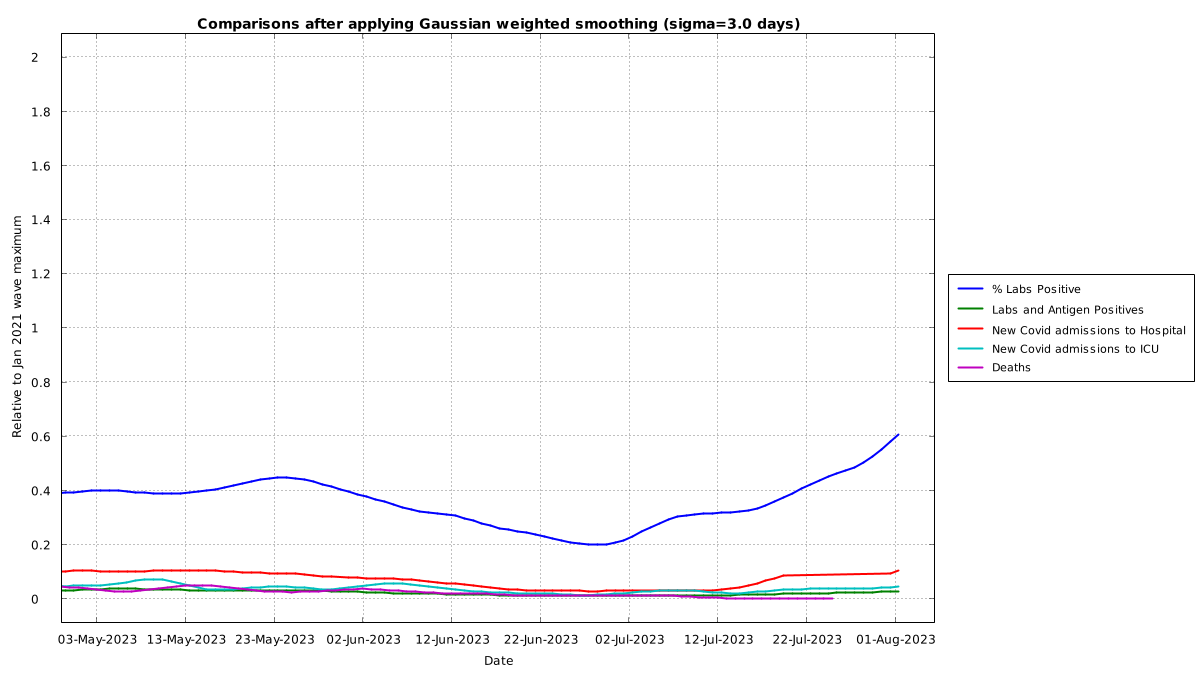 Comparisons after applying Gaussian weighted smoothing (sigma=3.0 days)
Relative to Jan 2021 wave maximum
2
1.8
1.6
1.4
1.2
1
0.8
0.6
0.4
0.2
0
03-May-2023 13-May-2023 23-May-2023 02-Jun-2023 12-Jun-2023 22-Jun-2023 02-Jul-2023 12-Jul-2023 22-Jul-2023 01-Aug-2023
Date
% Labs Positive
Labs and Antigen Positives
New Covid admissions to Hospital
New Covid admissions to ICU
Deaths